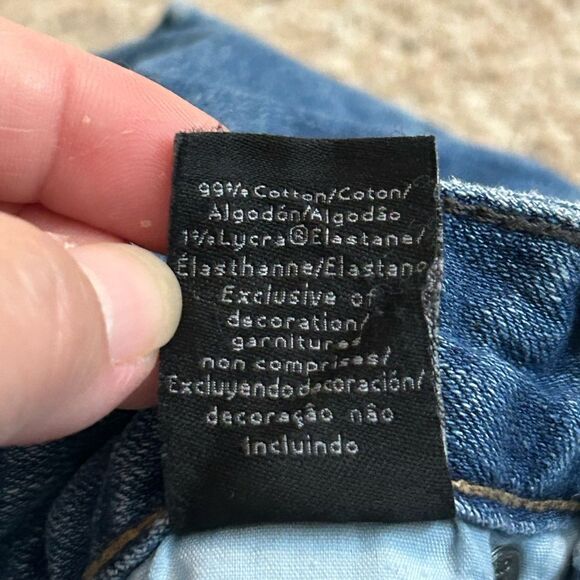 99% Cotton/Coton/
Algodón/Algodão
1% Lycra® Elastane/
Élasthanne/Elastano
Exclusive of
decoration/
garnitures
non comprises/
Excluyendo decoración/
decoração não
Incluindo